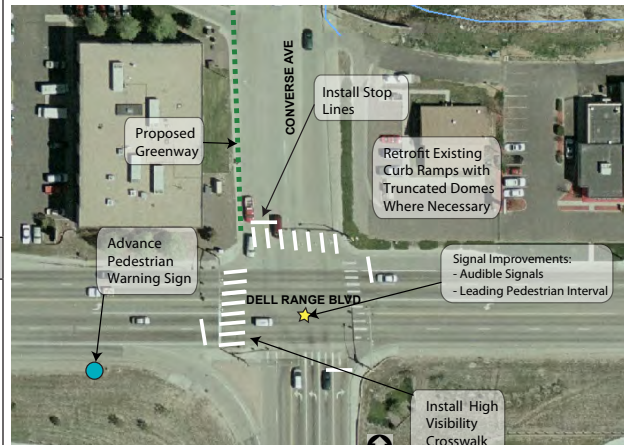 CONVERSE AVE
Install Stop
Lines
Proposed
Greenway
Retrofit Existing
Curb Ramps with
Truncated Domes
Where Necessary
Advance
Pedestrian
Warning Sign
Signal Improvements:
- Audible Signals
- Leading Pedestrian Interval
DELL RANGE BLVD
Install High
Visibility
Crosswalk